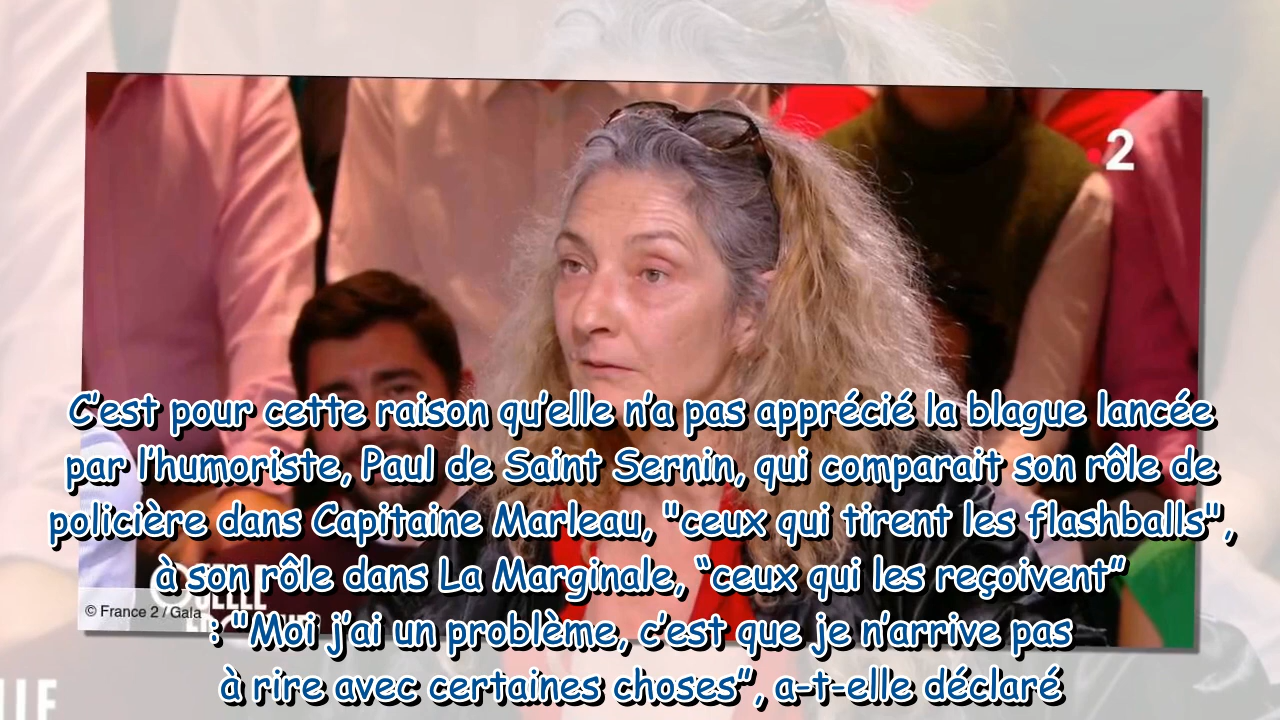 2
C'est pour cette raison qu'elle n'a pas apprécié la blague lancée
par l'humoriste, Paul de Saint Sernin, qui comparait son rôle de
policière dans Capitaine Marleau, "ceux qui tirent les flashballs",
à son rôle dans La Marginale, “ceux qui les reçoivent”
© France 2 / Gala
: "Moi j'ai un problème, c'est que je n'arrive pas
à rire avec certaines choses”, a-t-elle déclaré